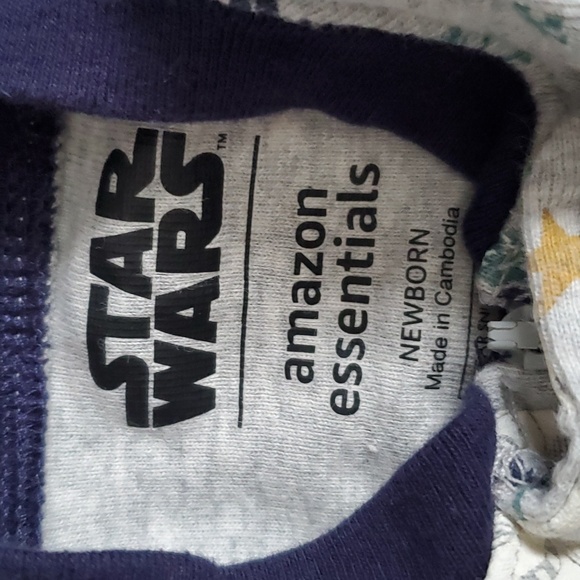 STAR
WARS™
amazon
essentials
NEWBORN
Made in Cambodia